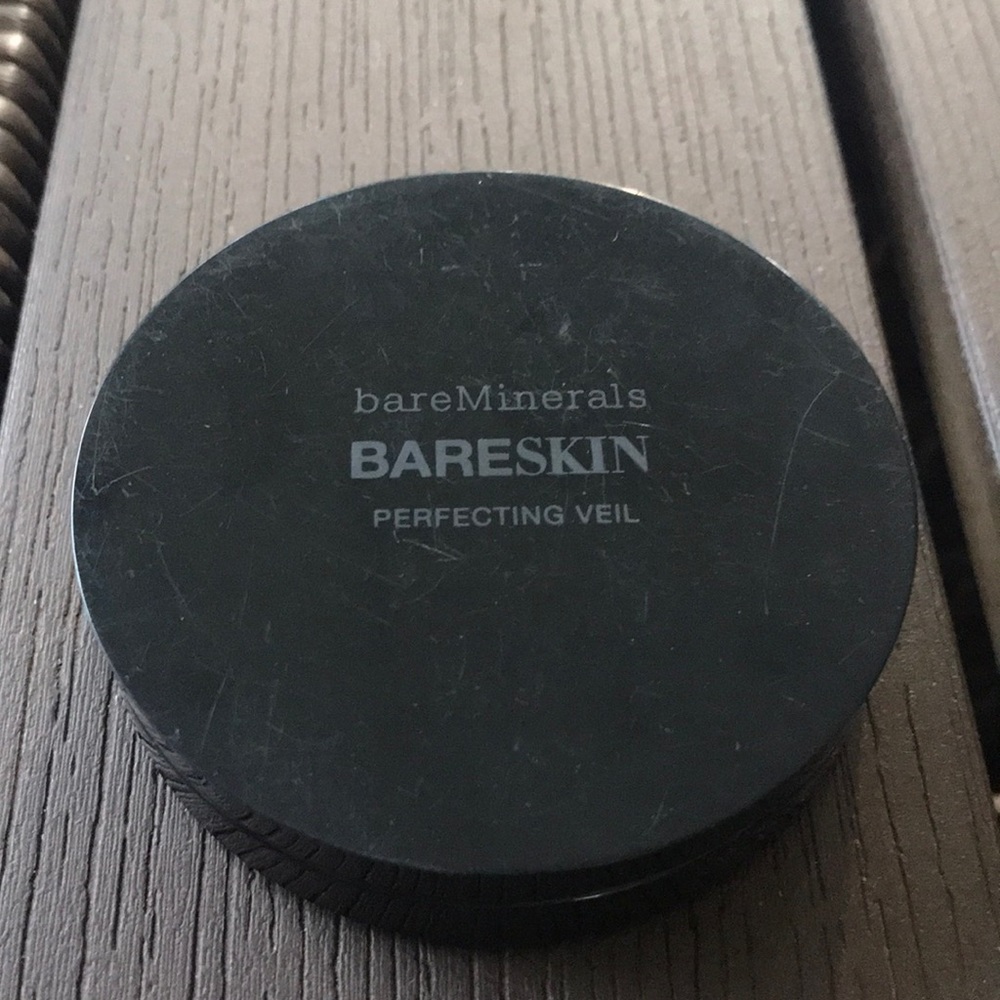 bareMinerals
BARESKIN
PERFECTING VEIL